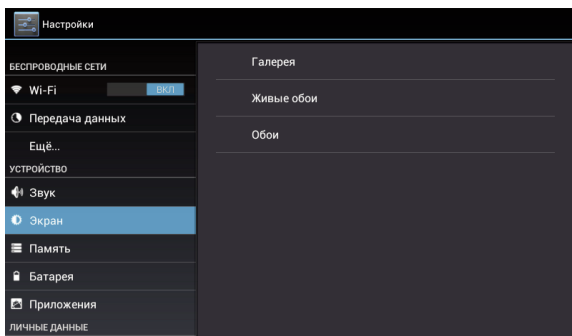 Настройки
БЕСПРОВОДНЫЕ СЕТИ
Wi-Fi
ВКЛ
Передача данных
Ещё...
УСТРОЙСТВО
Звук
Экран
Память
Батарея
Приложения
ЛИЧНЫЕ ДАННЫЕ
Галерея
Живые обои
Обои